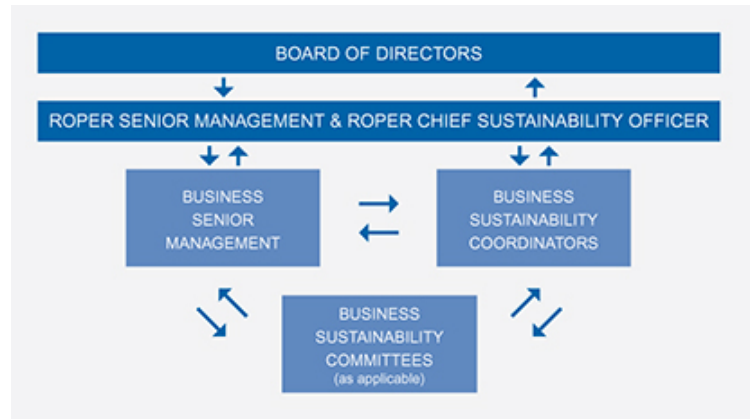 BOARD OF DIRECTORS
ROPER SENIOR MANAGEMENT & ROPER CHIEF SUSTAINABILITY OFFICER
BUSINESS
SENIOR
MANAGEMENT
BUSINESS
SUSTAINABILITY
COORDINATORS
BUSINESS
SUSTAINABILITY
COMMITTEES
(as applicable)